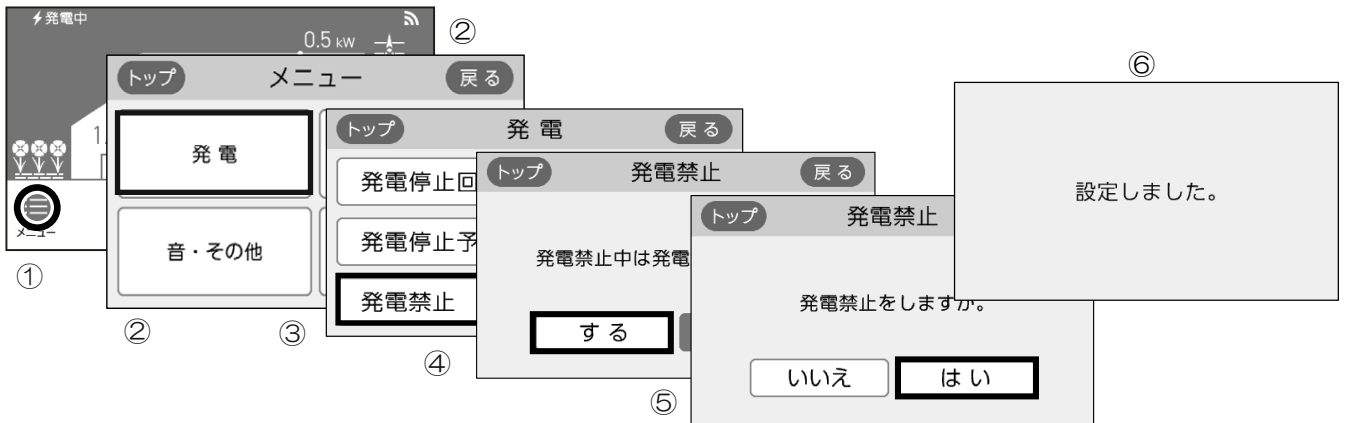 発電中
0.5 kW
1.
メニュー
①
②
トップ メニュー 戻る
発電
音・その他
②
③
トップ 発電 戻る
発電停止回
発電停止予
発電禁止
④
トップ 発電禁止 戻る
発電禁止中は発電
する
⑤
トップ 発電禁止
発電禁止をしますか。
いいえ はい
⑥
設定しました。